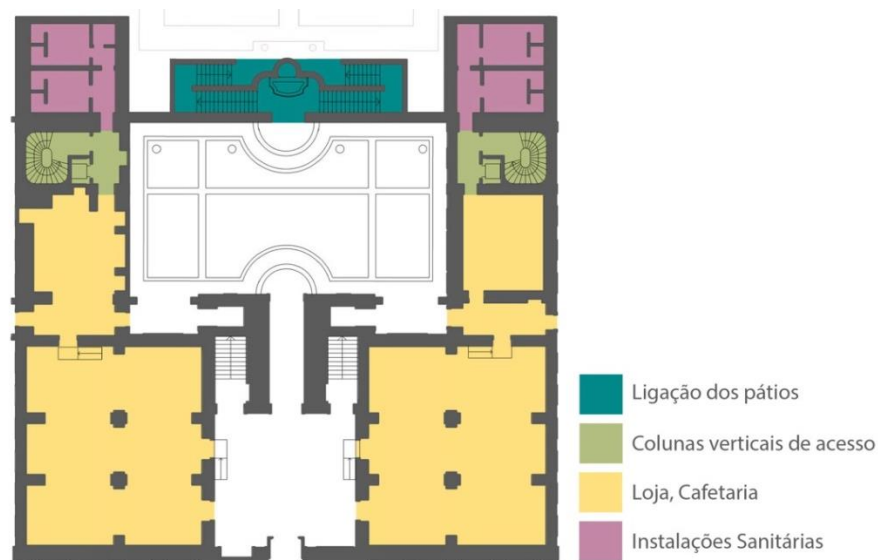 Ligação dos pátios
Colunas verticais de acesso
Loja, Cafetaria
Instalações Sanitárias